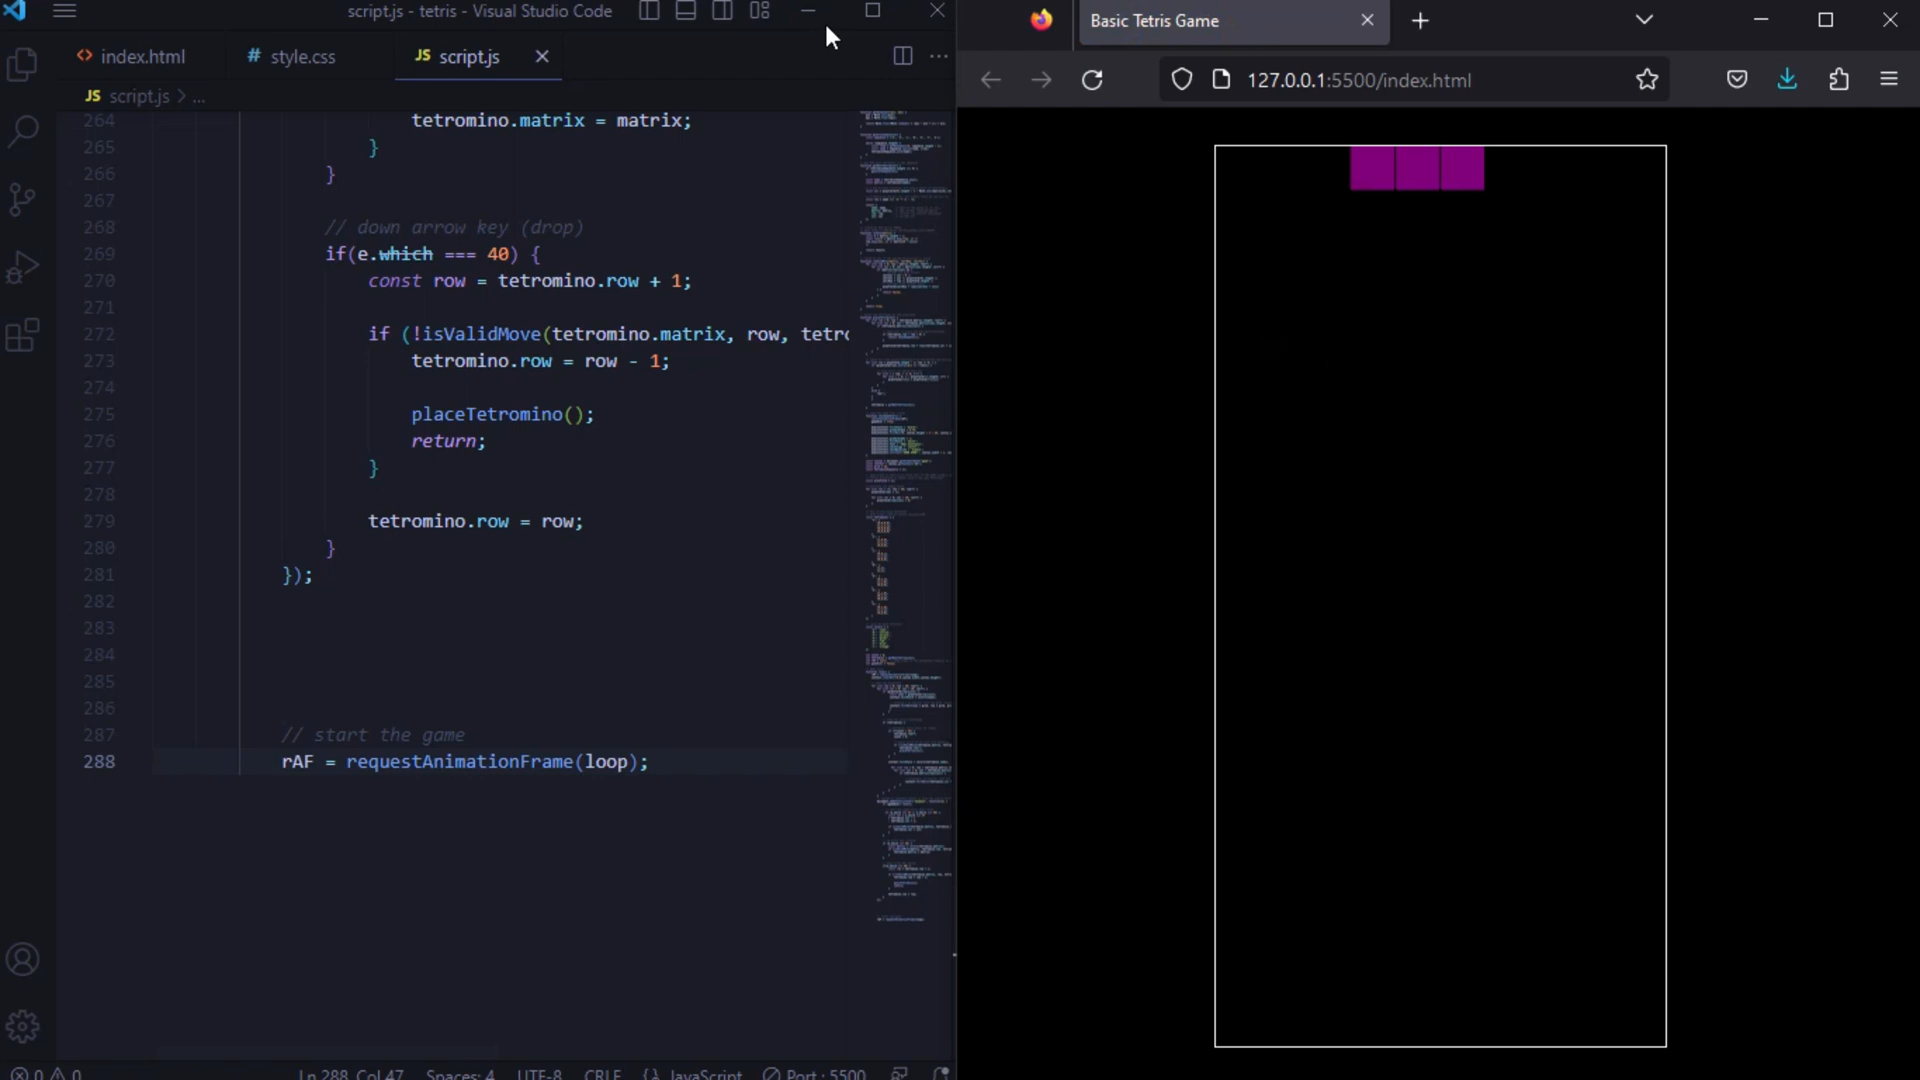 script.js - tetris - Visual Studio Code
<> index.html
# style.css
JS script.js
JS script.js > ...
264 tetromino.matrix = matrix;
265 }
266 }
267
268 // down arrow key (drop)
269 if(e.which === 40) {
270 const row = tetromino.row + 1;
271
272 if (!isValidMove(tetromino.matrix, row, tetro
273 tetromino.row = row - 1;
274
275 placeTetromino();
276 return;
277 }
278
279 tetromino.row = row;
280 }
281 });
282
283
284
285
286
287 // start the game
288 rAF = requestAnimationFrame(loop);
0 0
Ln 288, Col 47 Spaces: 4 UTF-8 CRLF {} JavaScript Port : 5500
Basic Tetris Game
127.0.0.1:5500/index.html